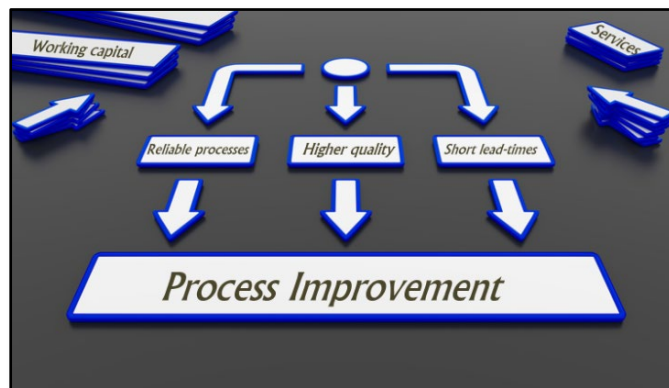 Working capital
Services
Reliable processes
Higher quality
Short lead-times
Process Improvement